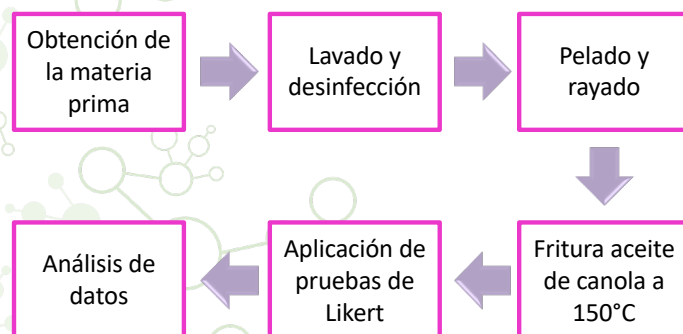 Obtención de
la materia
prima
Lavado y
desinfección
Pelado y
rayado
Fritura aceite
de canola a
150°C
Aplicación de
pruebas de
Likert
Análisis de
datos